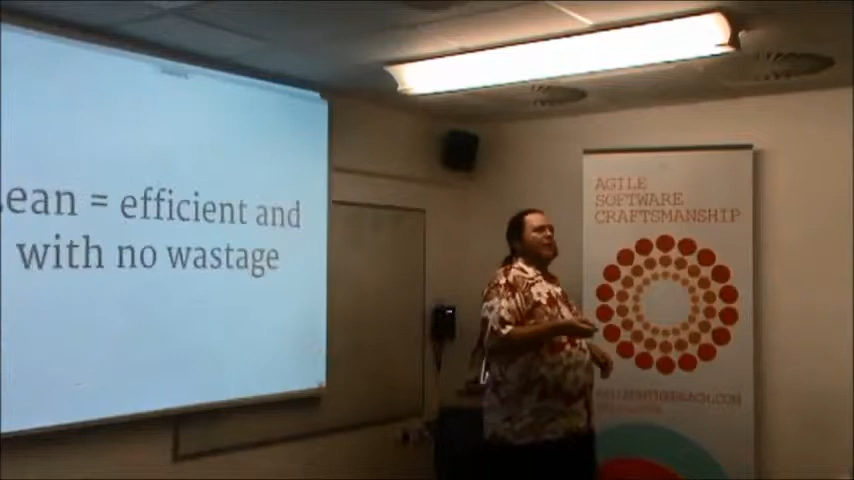 ean = efficient and
with no wastage
AGILE
SOFTWARE
CRAFTSMANSHIP